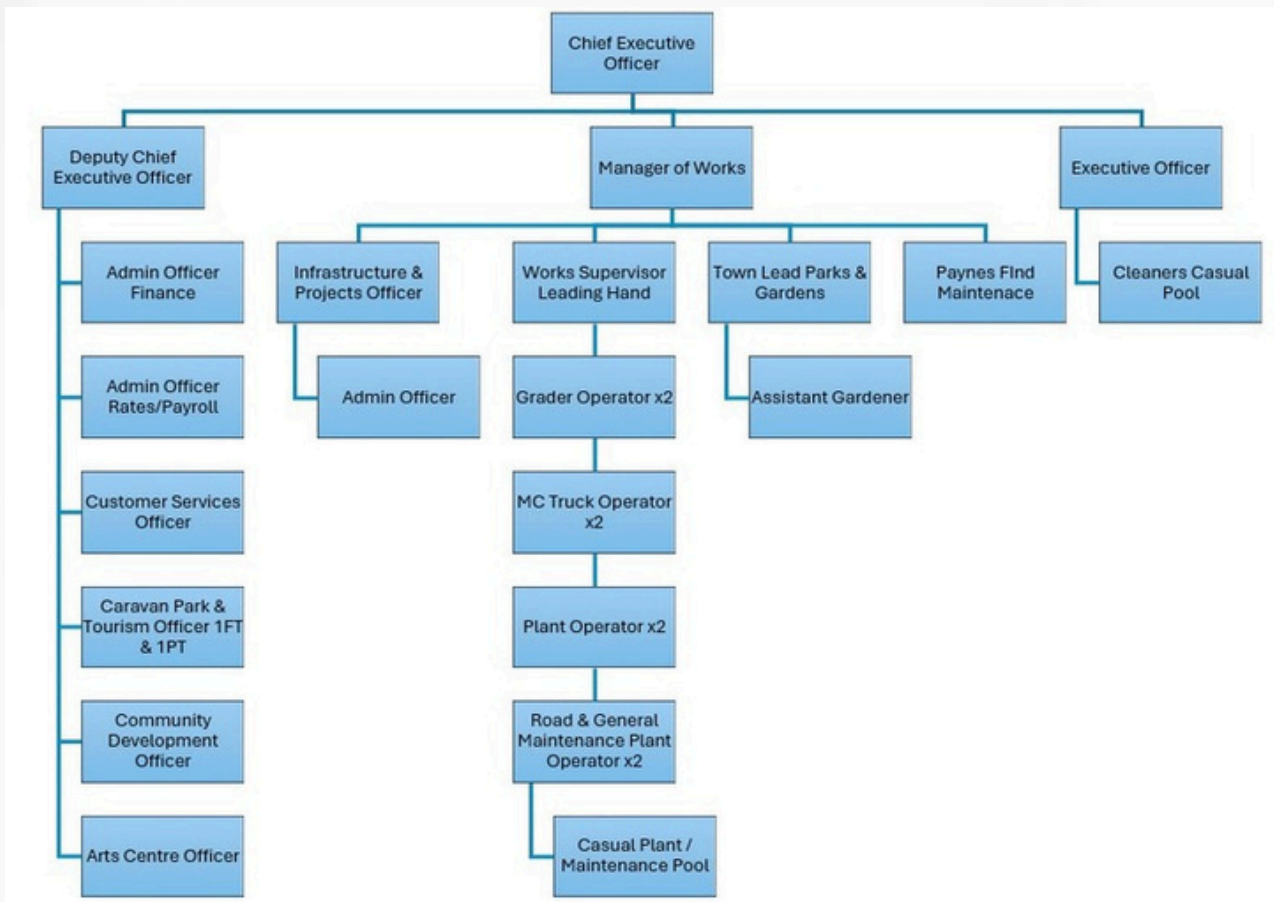 Chief Executive
Officer
Deputy Chief
Executive Officer
Manager of Works
Executive Officer
Admin Officer
Finance
Infrastructure &
Projects Officer
Works Supervisor
Leading Hand
Town Lead Parks &
Gardens
Paynes FInd
Maintenace
Cleaners Casual
Pool
Admin Officer
Rates/Payroll
Admin Officer
Grader Operator x2
Assistant Gardener
Customer Services
Officer
MC Truck Operator
x2
Caravan Park &
Tourism Officer 1FT
& 1PT
Plant Operator x2
Community
Development
Officer
Road & General
Maintenance Plant
Operator x2
Arts Centre Officer
Casual Plant /
Maintenance Pool